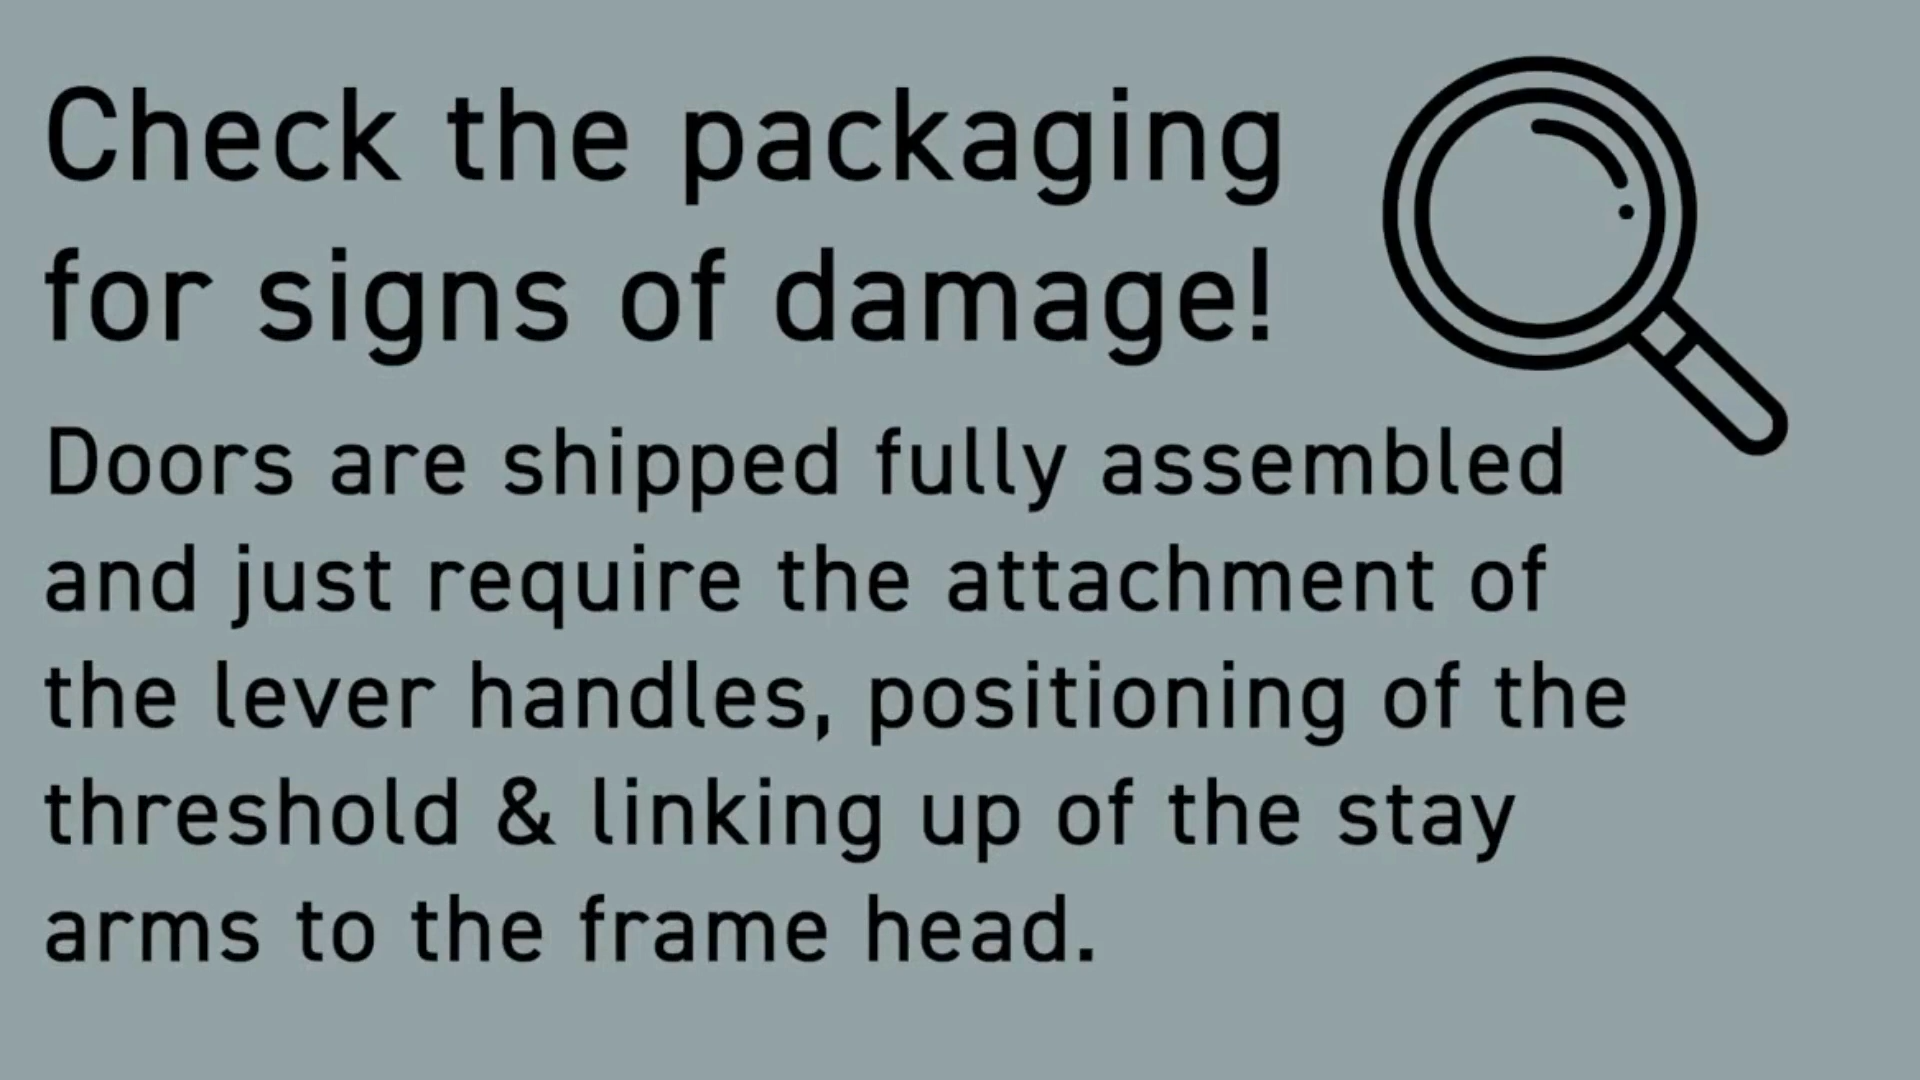 Check the packaging
for signs of damage!
Doors are shipped fully assembled
and just require the attachment of
the lever handles, positioning of the
threshold & linking up of the stay
arms to the frame head.